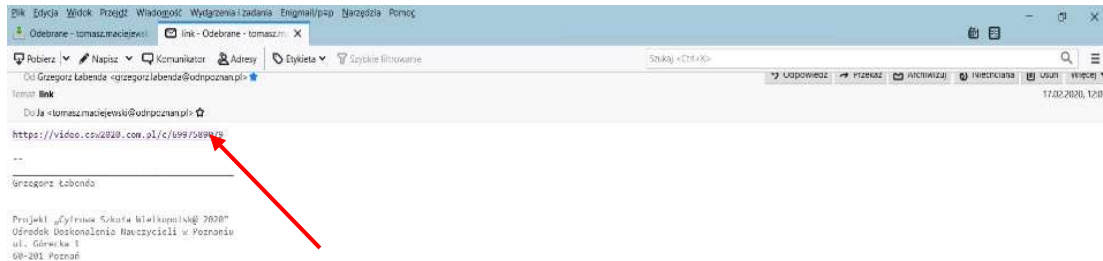 Plik Edycja Widok Przejdź Wiadomość Wydarzenia i zadania Enigmail/p≡p Narzędzia Pomoc
Odebrane - tomasz.maciejewsl link - Odebrane - tomasz.m
Pobierz Napisz Komunikator Adresy Etykieta Szybkie filtrowanie Szukaj <Ctrl+K>
Od Grzegorz Łabenda <grzegorz.labenda@odnpoznan.pl> Odpowiedz Przekaż Archiwizuj Niechciana Usuń Więcej
Temat link 17.02.2020, 12:0
Do Ja <tomasz.maciejewski@odnpoznan.pl>
https://video.csw2020.com.pl/c/6997589079
--
Grzegorz Łabenda
Projekt „Cyfrowa Szkoła Wielkopolsk@ 2020"
Ośrodek Doskonalenia Nauczycieli w Poznaniu
ul. Górecka 1
60-201 Poznań